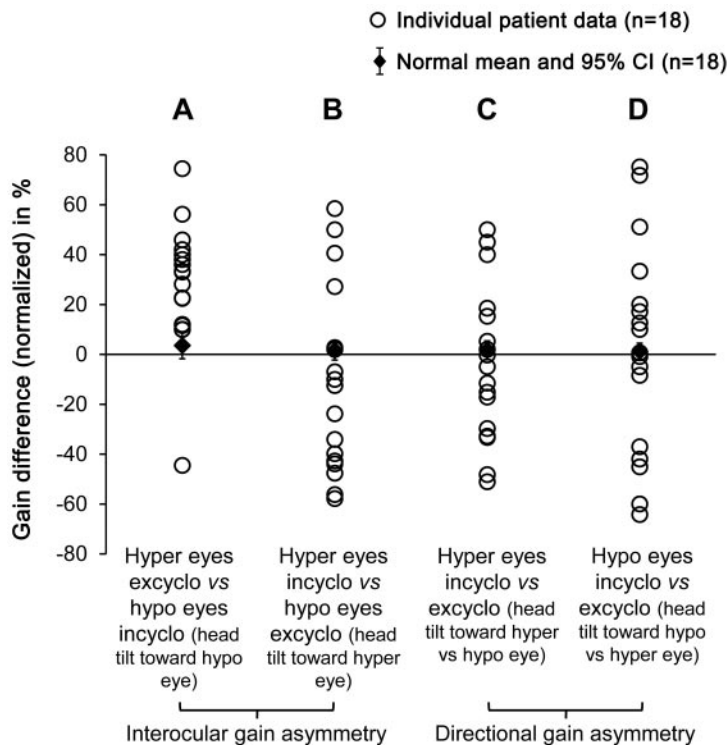 Individual patient data (n=18)
Normal mean and 95% CI (n=18)
A B C D
Gain difference (normalized) in %
80
60
40
20
0
-20
-40
-60
-80
Hyper eyes
excyclo vs
hypo eyes
incyclo (head
tilt toward hypo
eye)
Hyper eyes
incyclo vs
hypo eyes
excyclo (head
tilt toward hyper
eye)
Hyper eyes
incyclo vs
excyclo (head
tilt toward hyper
vs hypo eye)
Hypo eyes
incyclo vs
excyclo (head
tilt toward hypo
vs hyper eye)
Interocular gain asymmetry
Directional gain asymmetry